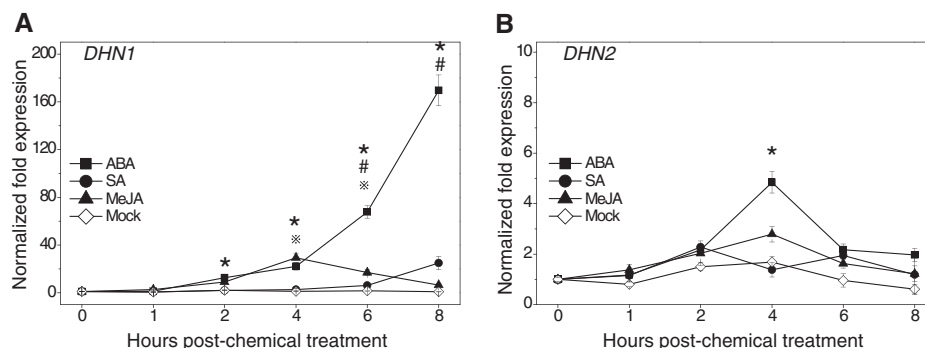 A
DHN1
Normalized fold expression
200
160
120
80
40
0
*
*
※
*
#
※
*
#
ABA
SA
MeJA
Mock
0
1
2
4
6
8
Hours post-chemical treatment
B
DHN2
Normalized fold expression
10
8
6
4
2
0
*
ABA
SA
MeJA
Mock
0
1
2
4
6
8
Hours post-chemical treatment